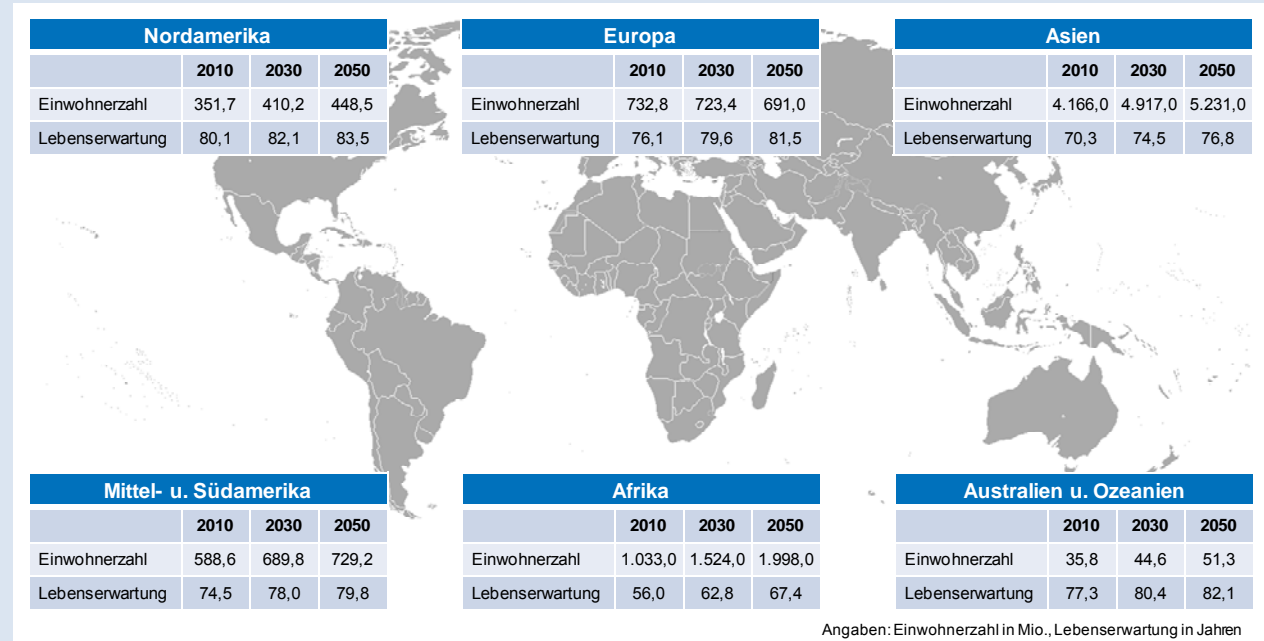 Nordamerika
2010 2030 2050
Einwohnerzahl 351,7 410,2 448,5
Lebenserwartung 80,1 82,1 83,5
Europa
2010 2030 2050
Einwohnerzahl 732,8 723,4 691,0
Lebenserwartung 76,1 79,6 81,5
Asien
2010 2030 2050
Einwohnerzahl 4.166,0 4.917,0 5.231,0
Lebenserwartung 70,3 74,5 76,8
Mittel- u. Südamerika
2010 2030 2050
Einwohnerzahl 588,6 689,8 729,2
Lebenserwartung 74,5 78,0 79,8
Afrika
2010 2030 2050
Einwohnerzahl 1.033,0 1.524,0 1.998,0
Lebenserwartung 56,0 62,8 67,4
Australien u. Ozeanien
2010 2030 2050
Einwohnerzahl 35,8 44,6 51,3
Lebenserwartung 77,3 80,4 82,1
Angaben: Einwohnerzahl in Mio., Lebenserwartung in Jahren